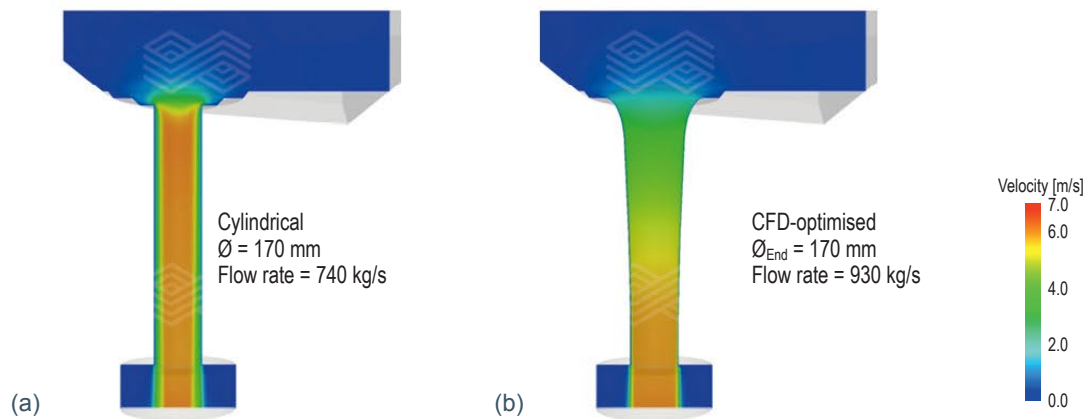 Cylindrical
Ø = 170 mm
Flow rate = 740 kg/s
(a)
CFD-optimised
Ø_End = 170 mm
Flow rate = 930 kg/s
(b)
Velocity [m/s]
7.0
6.0
4.0
2.0
0.0